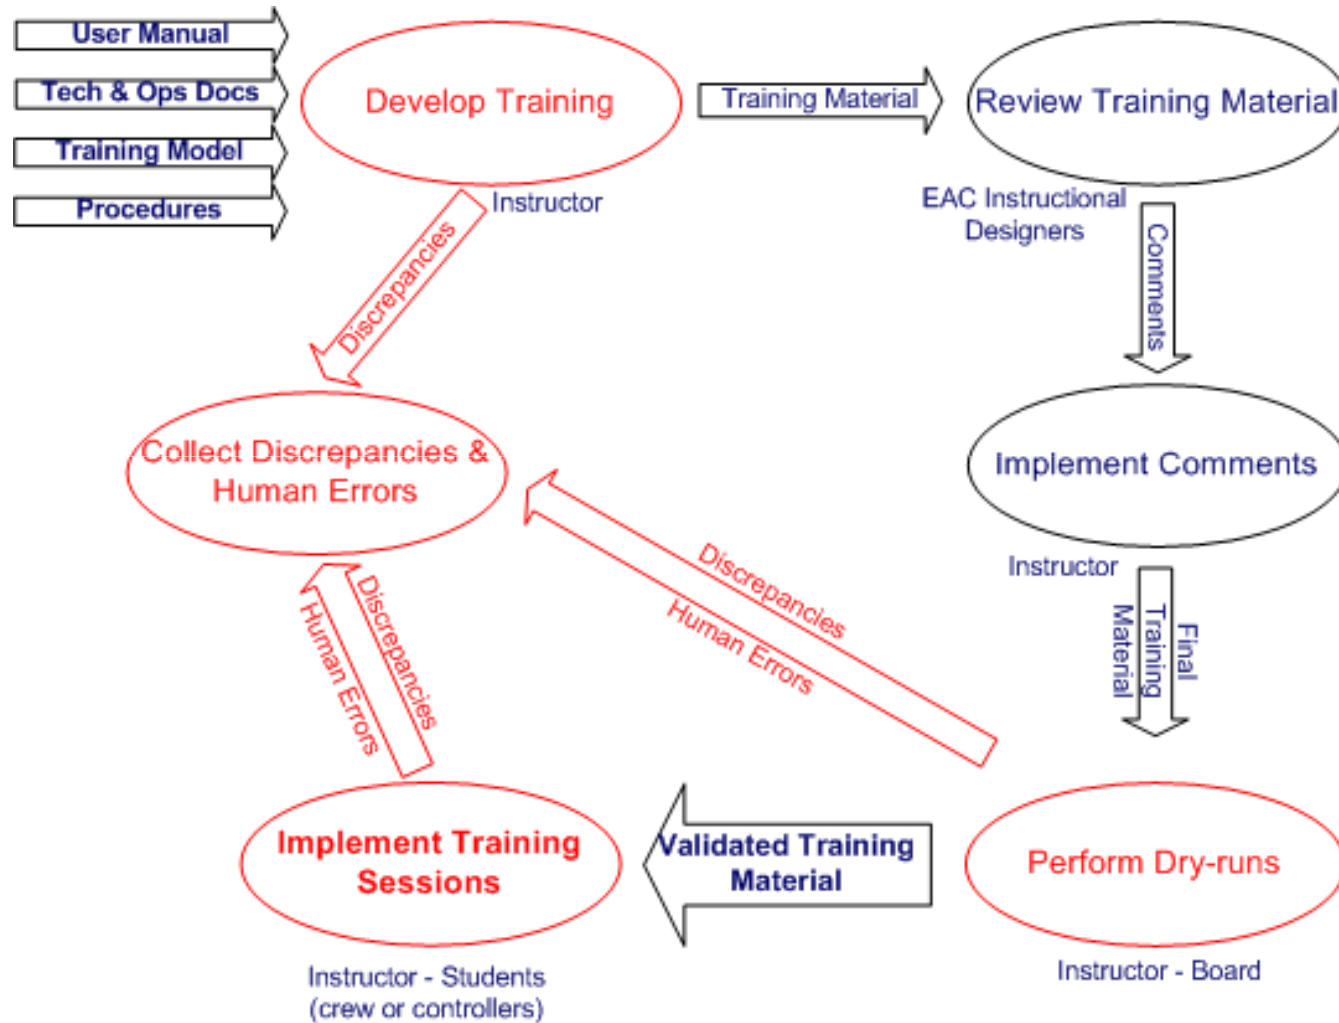 User Manual
Tech & Ops Docs
Training Model
Procedures
Develop Training
Instructor
Training Material
Review Training Material
EAC Instructional
Designers
Comments
Discrepancies
Collect Discrepancies &
Human Errors
Implement Comments
Instructor
Final
Training
Material
Discrepancies
Human Errors
Discrepancies
Human Errors
Implement Training
Sessions
Instructor - Students
(crew or controllers)
Validated Training
Material
Perform Dry-runs
Instructor - Board